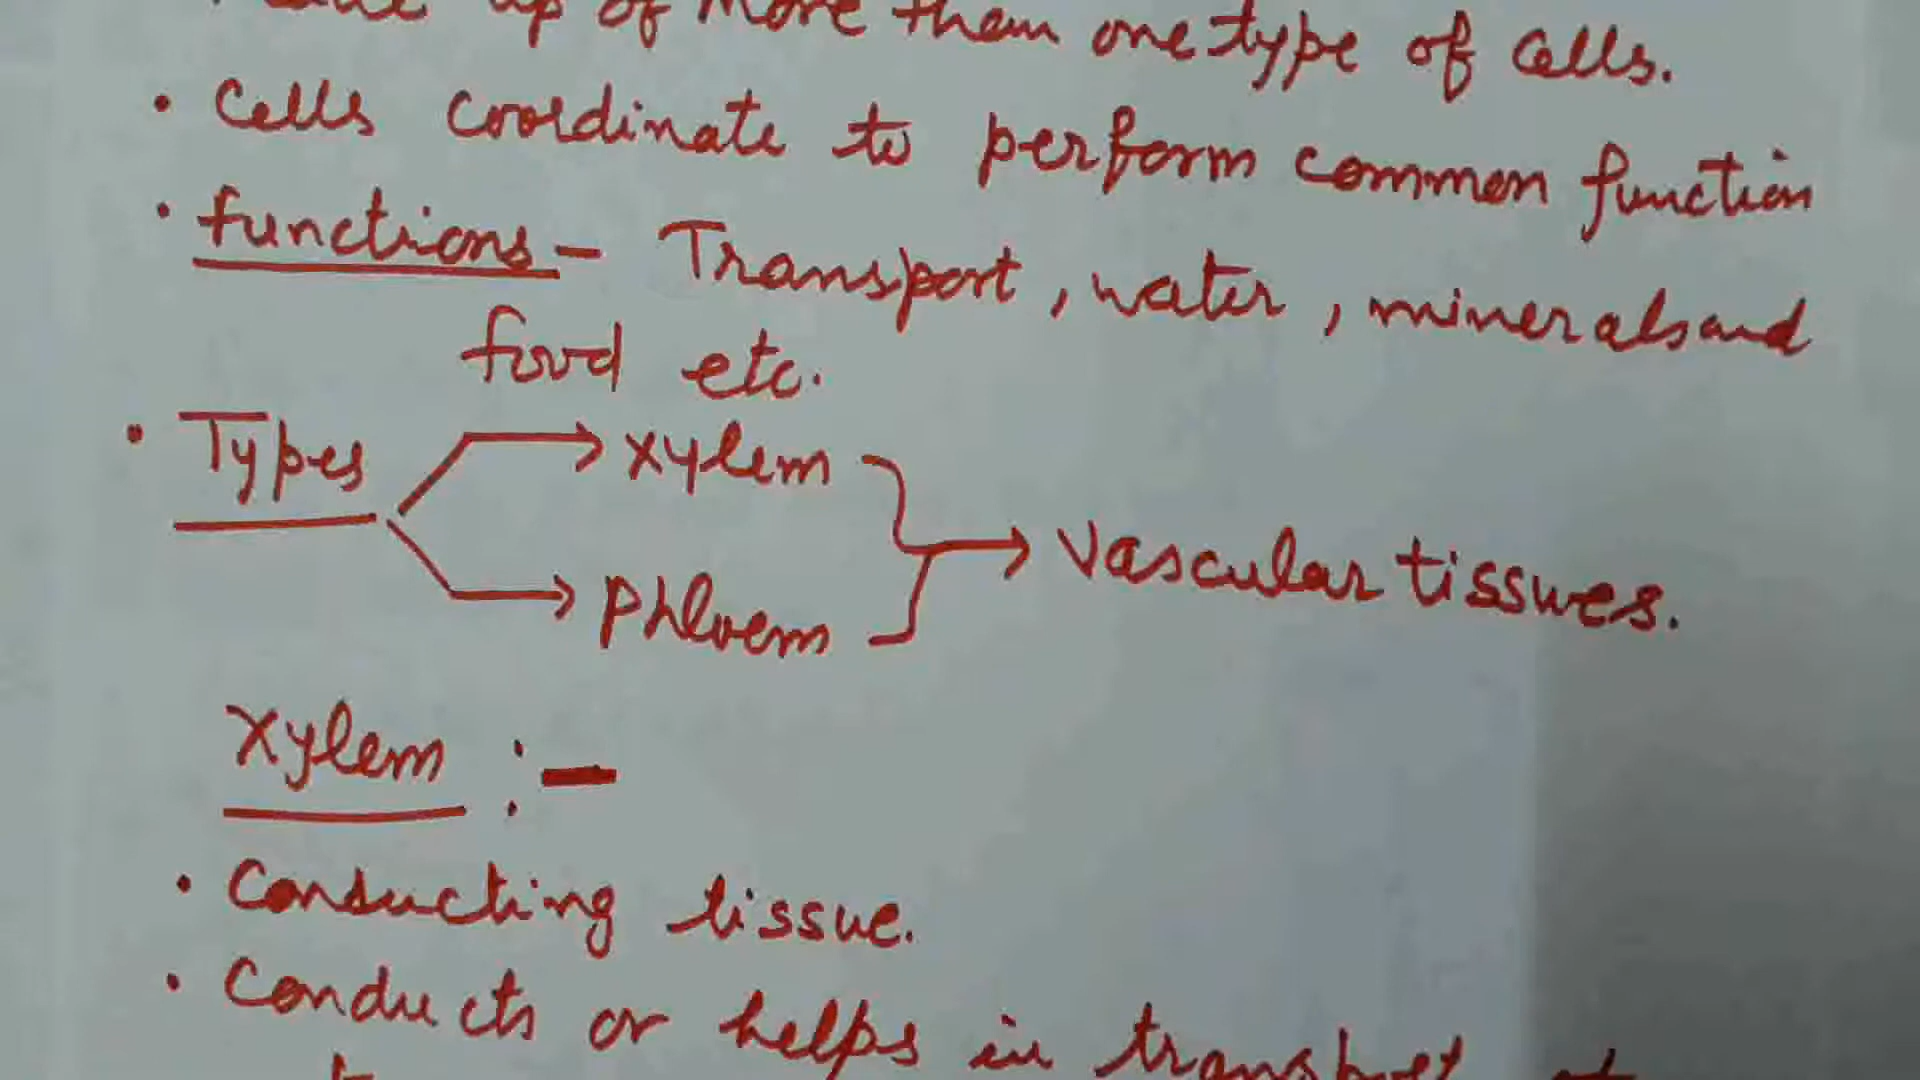 up of more than one type of cells.
• Cells coordinate to perform common function
• functions – Transport, water, minerals and
food etc.
• Types → Xylem
→ Phloem → Vascular tissues.
Xylem :-
• Conducting tissue.
• Conducts or helps in transport